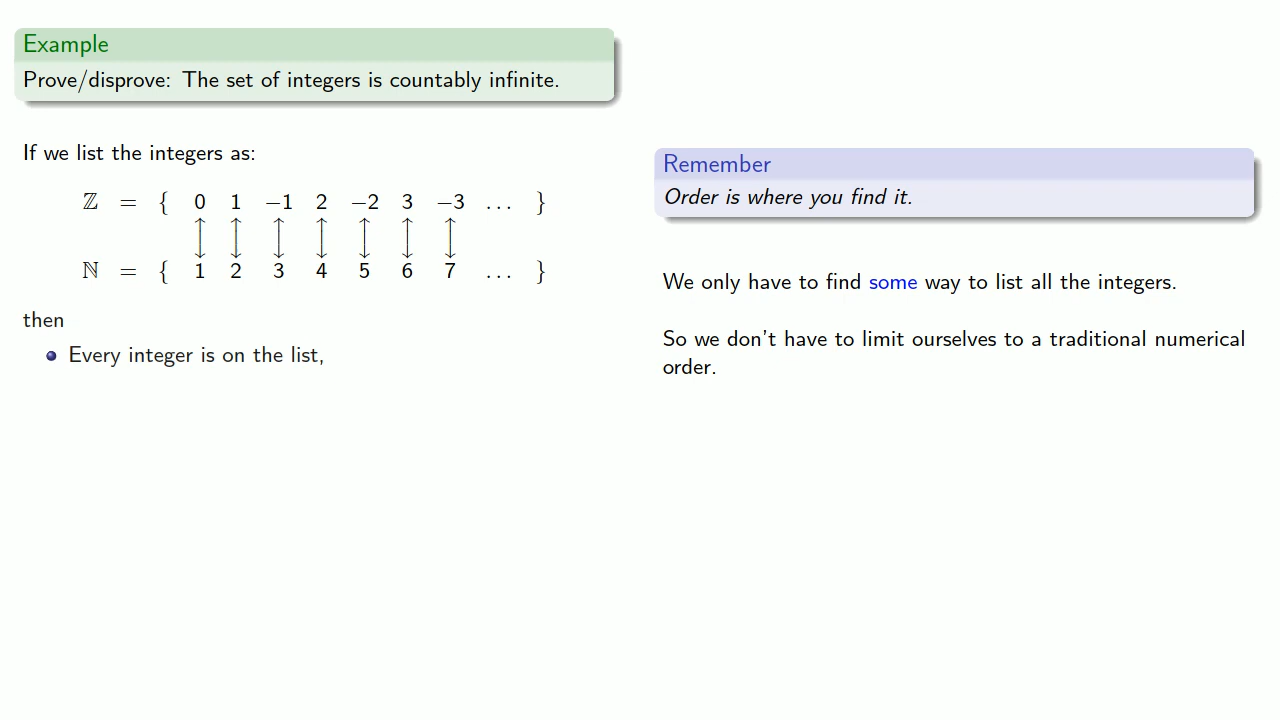 Example
Prove/disprove: The set of integers is countably infinite.
If we list the integers as:
ℤ = { 0 1 −1 2 −2 3 −3 ... }
↕ ↕ ↕ ↕ ↕ ↕ ↕
ℕ = { 1 2 3 4 5 6 7 ... }
then
• Every integer is on the list,
Remember
Order is where you find it.
We only have to find some way to list all the integers.
So we don't have to limit ourselves to a traditional numerical
order.